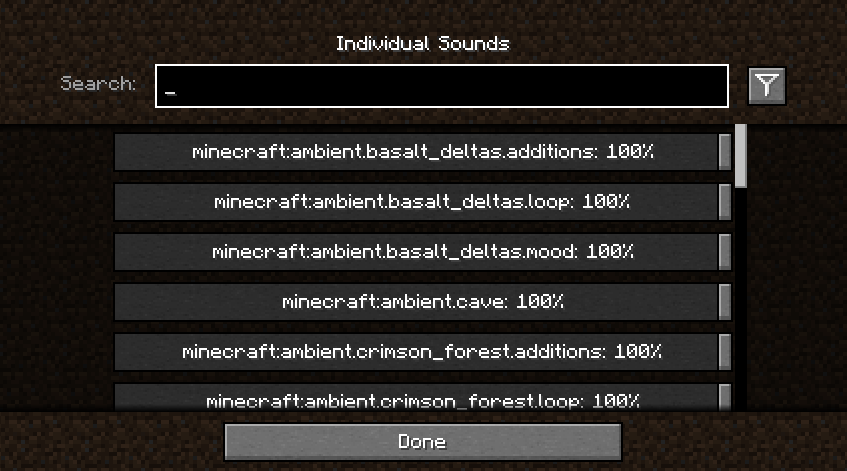 Individual Sounds
Search: _
minecraft:ambient.basalt_deltas.additions: 100%
minecraft:ambient.basalt_deltas.loop: 100%
minecraft:ambient.basalt_deltas.mood: 100%
minecraft:ambient.cave: 100%
minecraft:ambient.crimson_forest.additions: 100%
minecraft:ambient.crimson_forest.loop: 100%
Done